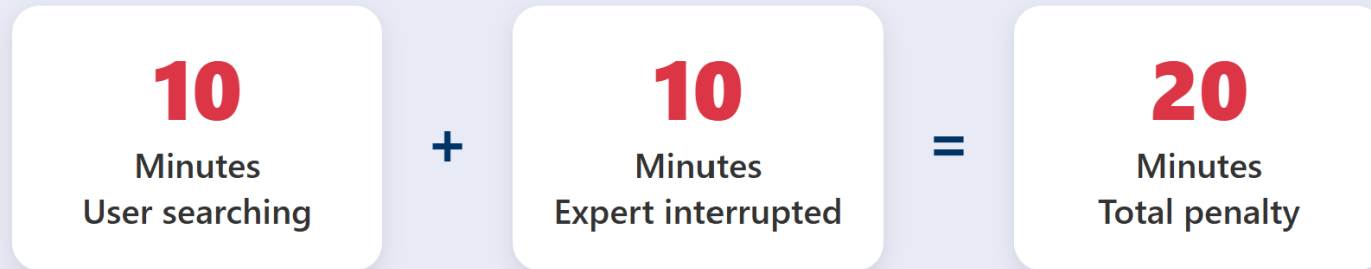 10
Minutes
User searching
+
10
Minutes
Expert interrupted
=
20
Minutes
Total penalty